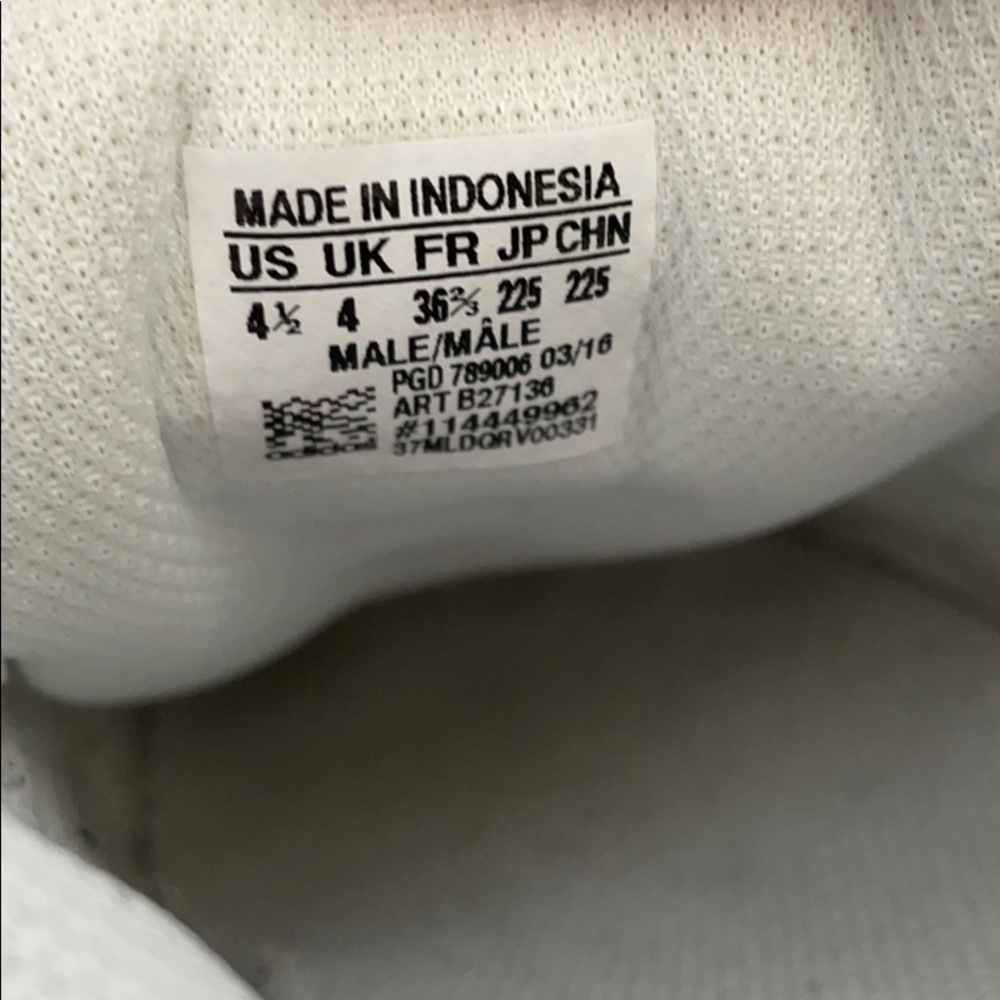 MADE IN INDONESIA
US UK FR JP CHN
4½ 4 36⅔ 225 225
MALE/MÂLE
PGD 789006 03/16
ART B27136
#114449962
37MLDQRV00331